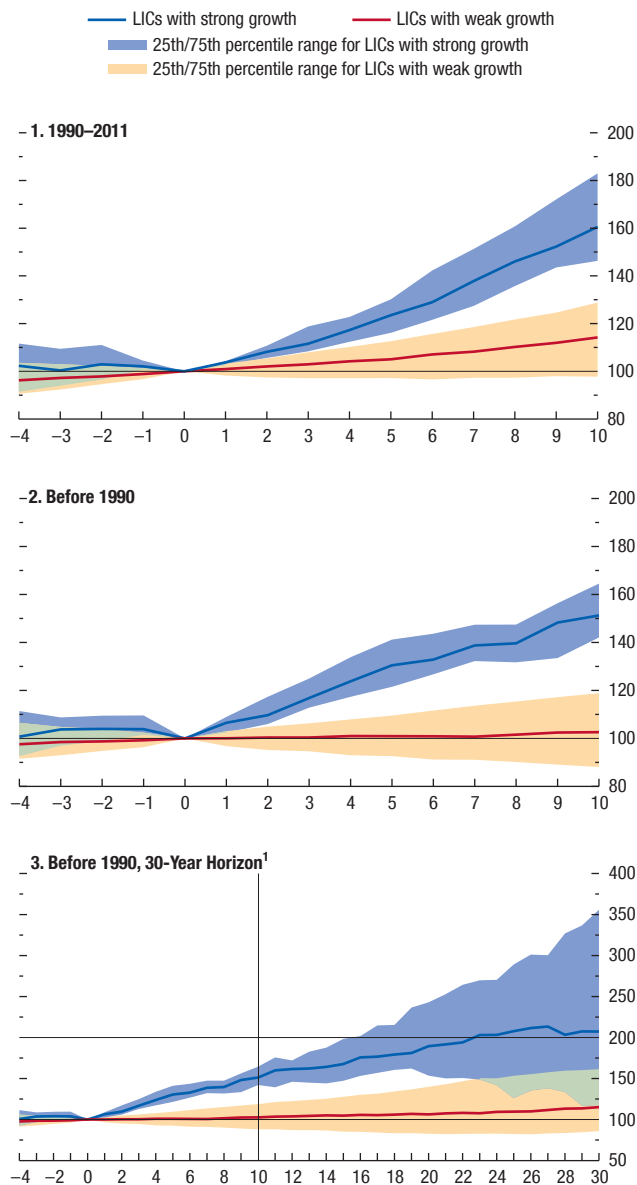 LICs with strong growth LICs with weak growth
25th/75th percentile range for LICs with strong growth
25th/75th percentile range for LICs with weak growth
1. 1990–2011
200
180
160
140
120
100
80
–4 –3 –2 –1 0 1 2 3 4 5 6 7 8 9 10
2. Before 1990
200
180
160
140
120
100
80
–4 –3 –2 –1 0 1 2 3 4 5 6 7 8 9 10
3. Before 1990, 30-Year Horizon1
400
350
300
250
200
150
100
50
–4 –2 0 2 4 6 8 10 12 14 16 18 20 22 24 26 28 30